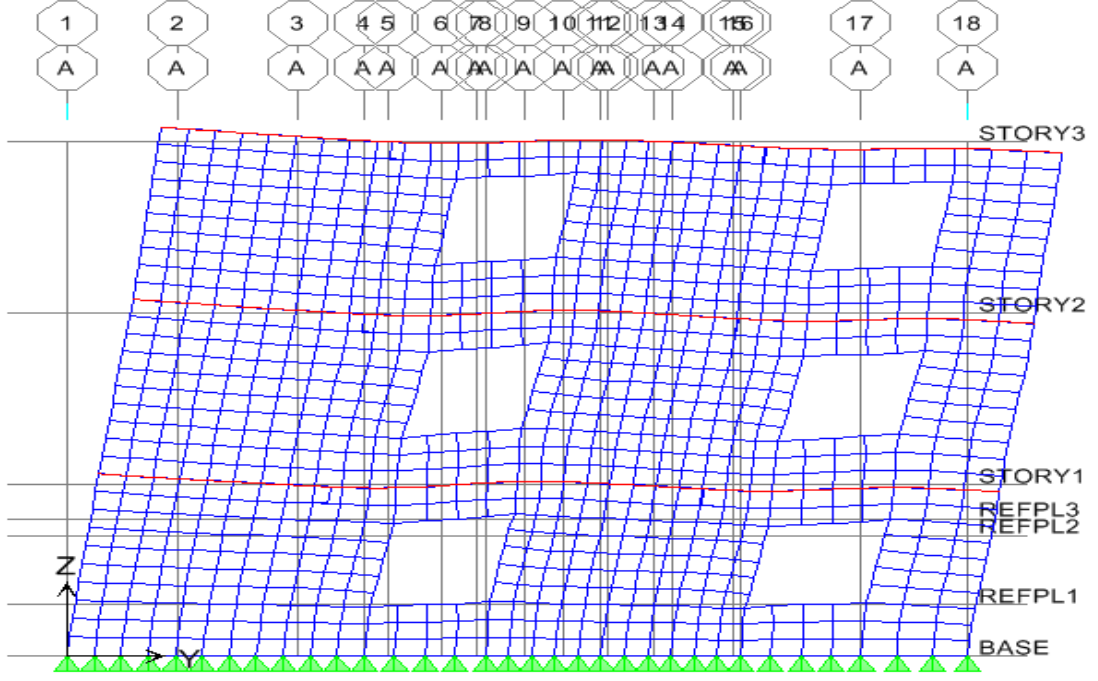 1 2 3 4 5 6 7 8 9 10 11 12 13 14 15 16 17 18
A A A A A A A A A A A A A A A A A A
STORY3
STORY2
STORY1
REFPL3
REFPL2
Z
REFPL1
BASE
Y